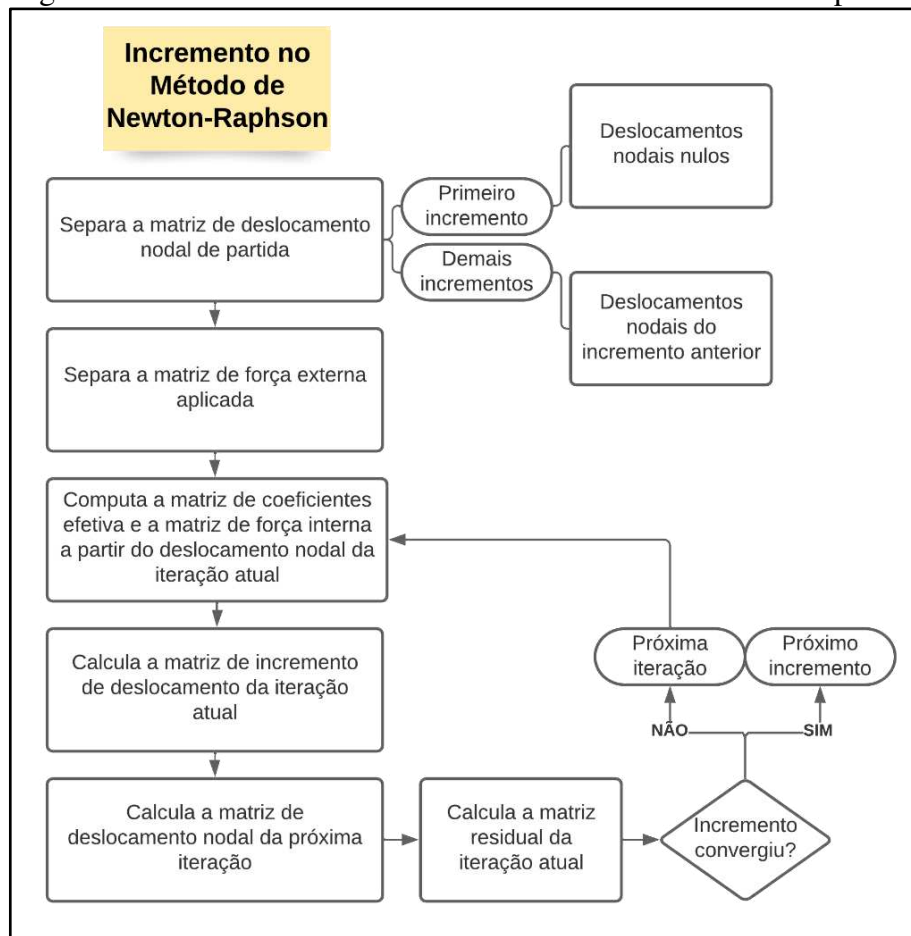 Incremento no
Método de
Newton-Raphson
Separa a matriz de deslocamento
nodal de partida
Primeiro
incremento
Demais
incrementos
Deslocamentos
nodais nulos
Deslocamentos
nodais do
incremento anterior
Separa a matriz de força externa
aplicada
Computa a matriz de coeficientes
efetiva e a matriz de força interna
a partir do deslocamento nodal da
iteração atual
Calcula a matriz de incremento
de deslocamento da iteração
atual
Calcula a matriz de
deslocamento nodal da próxima
iteração
Calcula a matriz
residual da
iteração atual
Incremento
convergiu?
NÃO
SIM
Próxima
iteração
Próximo
incremento